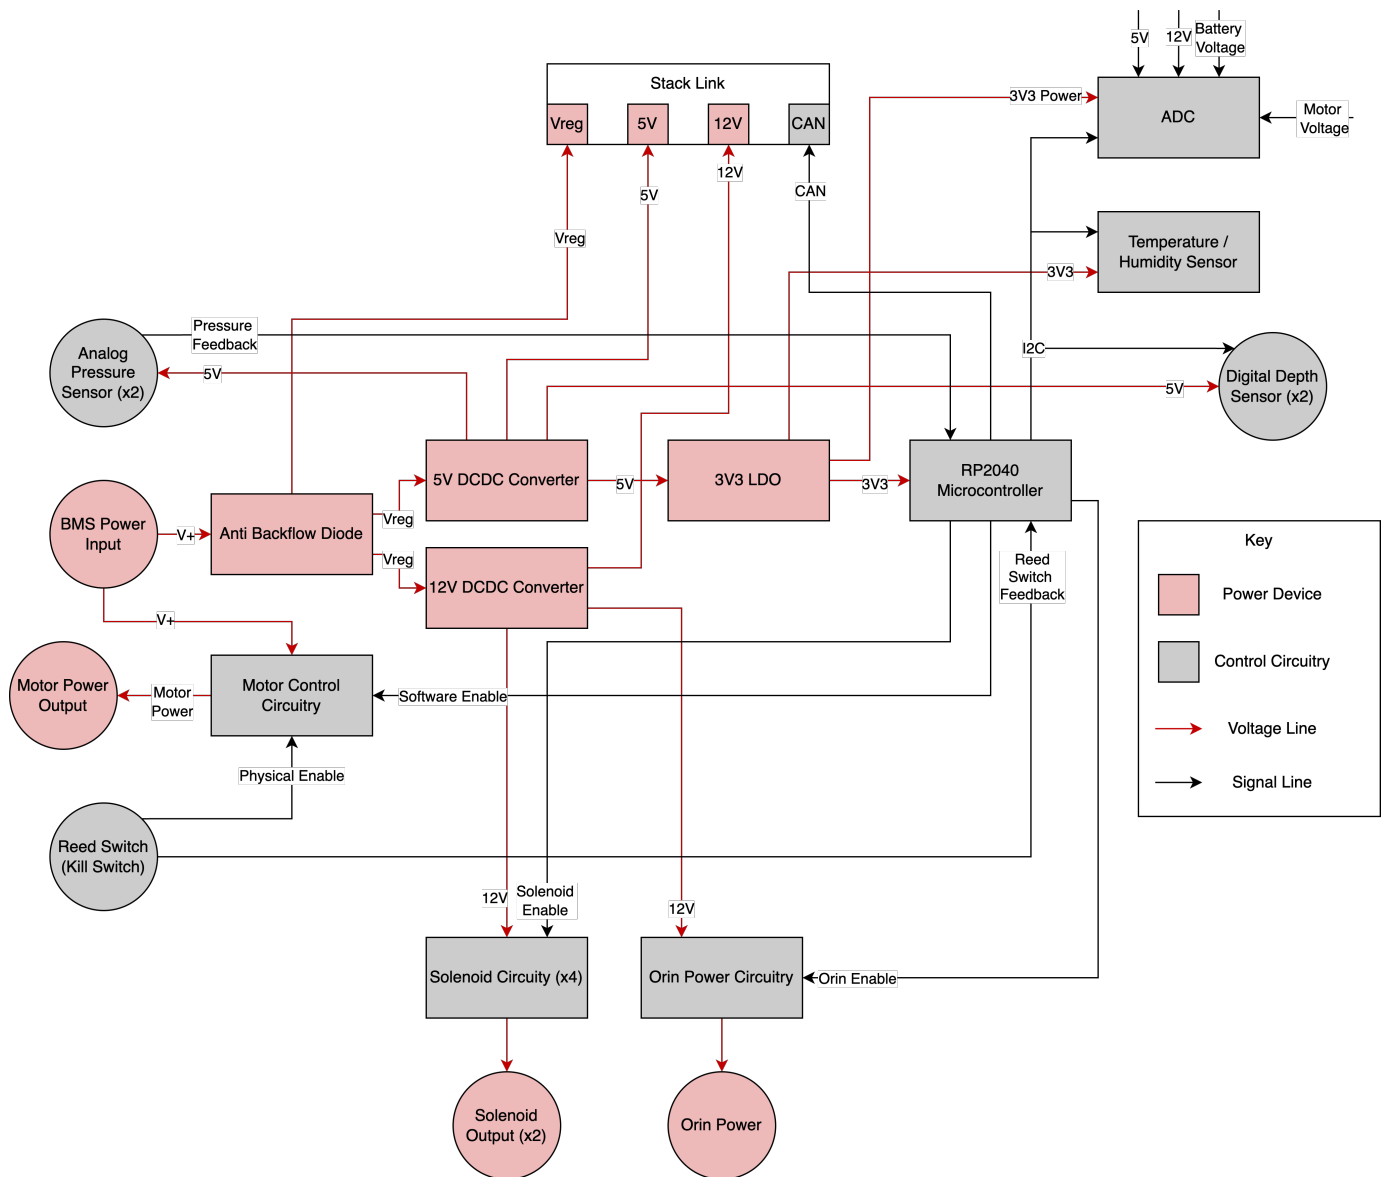 5V
12V
Battery
Voltage
Stack Link
Vreg
5V
12V
CAN
3V3 Power
ADC
Motor
Voltage
12V
5V
CAN
Vreg
Temperature /
Humidity Sensor
3V3
Pressure
Feedback
Analog
Pressure
Sensor (x2)
5V
I2C
Digital Depth
Sensor (x2)
5V
5V DCDC Converter
5V
3V3 LDO
3V3
RP2040
Microcontroller
BMS Power
Input
V+
Anti Backflow Diode
Vreg
Vreg
12V DCDC Converter
Reed
Switch
Feedback
Key
Power Device
Control Circuitry
Voltage Line
Signal Line
V+
Motor Power
Output
Motor
Power
Motor Control
Circuitry
Software Enable
Physical Enable
Reed Switch
(Kill Switch)
12V
Solenoid
Enable
12V
Solenoid Circuity (x4)
Orin Power Circuitry
Orin Enable
Solenoid
Output (x2)
Orin Power